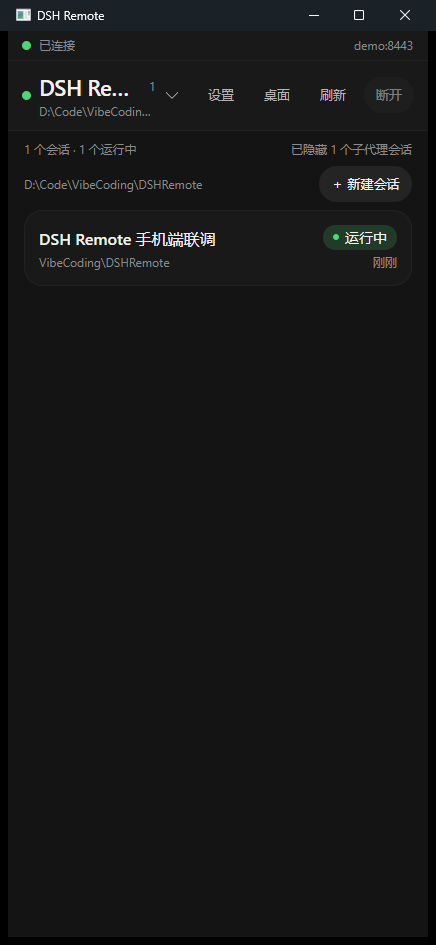 DSH Remote
已连接 demo:8443
DSH Re... 1 设置 桌面 刷新 断开
D:\Code\VibeCodin...
1 个会话 · 1 个运行中 已隐藏 1 个子代理会话
D:\Code\VibeCoding\DSHRemote + 新建会话
DSH Remote 手机端联调 运行中
VibeCoding\DSHRemote 刚刚